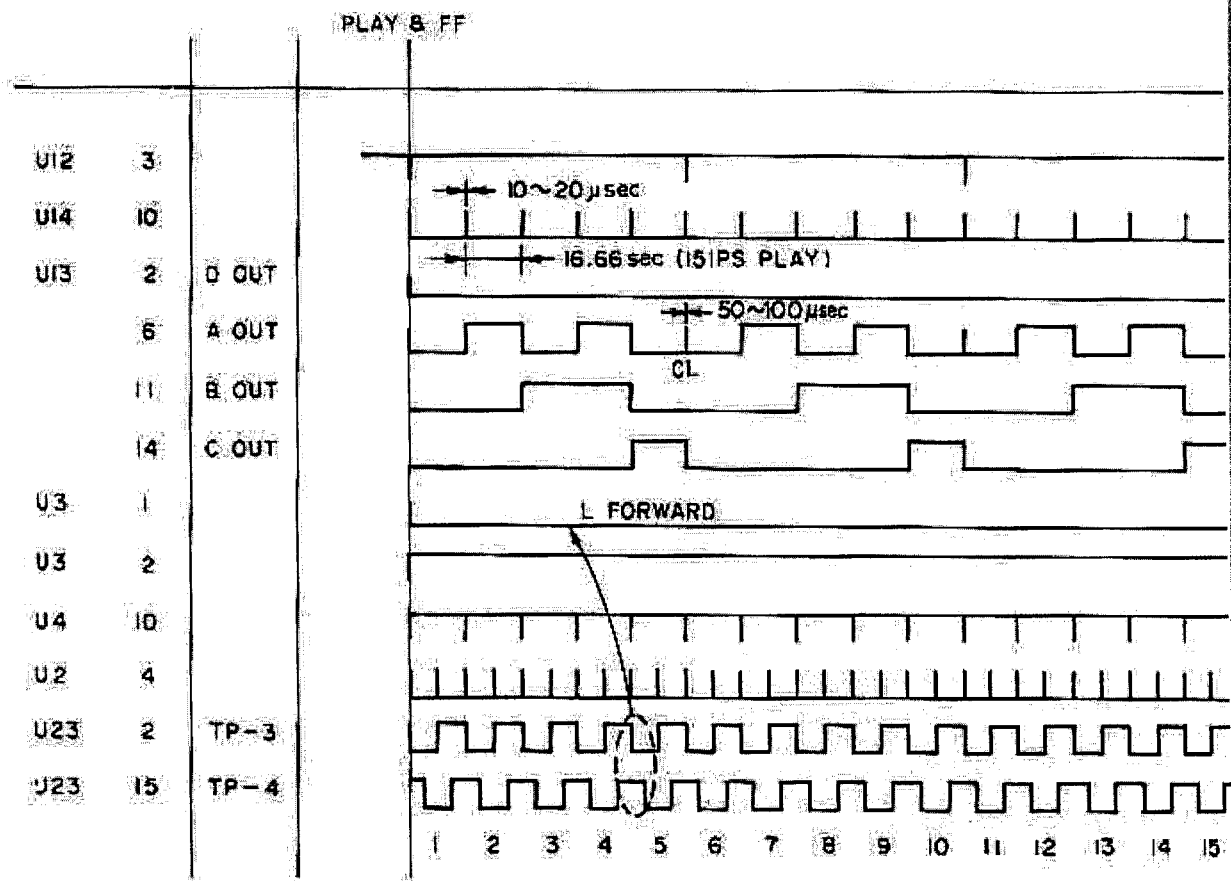 PLAY & FF
U12 3
10~20µsec
U14 10
16.66sec (15IPS PLAY)
U13 2 D OUT
50~100µsec
6 A OUT
CL
11 B OUT
14 C OUT
U3 1
L FORWARD
U3 2
U4 10
U2 4
U23 2 TP-3
U23 15 TP-4
1 2 3 4 5 6 7 8 9 10 11 12 13 14 15